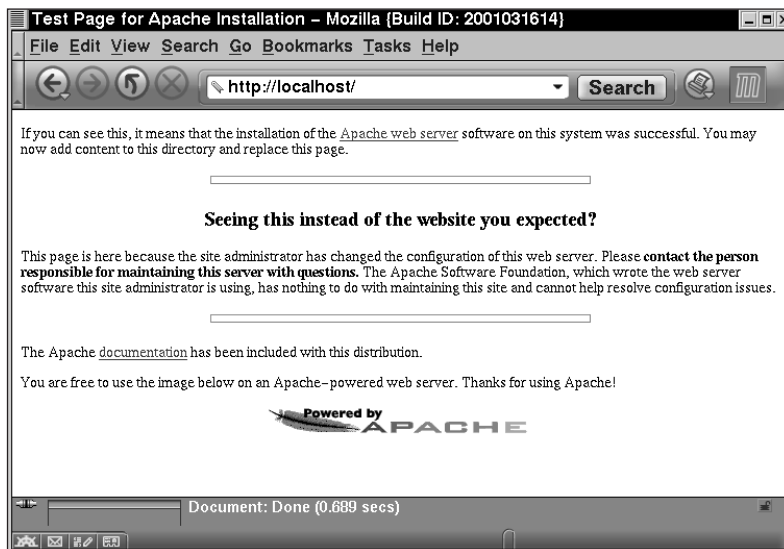 Test Page for Apache Installation – Mozilla {Build ID: 2001031614}
File Edit View Search Go Bookmarks Tasks Help
http://localhost/ Search
If you can see this, it means that the installation of the Apache web server software on this system was successful. You may
now add content to this directory and replace this page.
Seeing this instead of the website you expected?
This page is here because the site administrator has changed the configuration of this web server. Please contact the person
responsible for maintaining this server with questions. The Apache Software Foundation, which wrote the web server
software this site administrator is using, has nothing to do with maintaining this site and cannot help resolve configuration issues.
The Apache documentation has been included with this distribution.
You are free to use the image below on an Apache–powered web server. Thanks for using Apache!
Powered by
APACHE
Document: Done (0.689 secs)